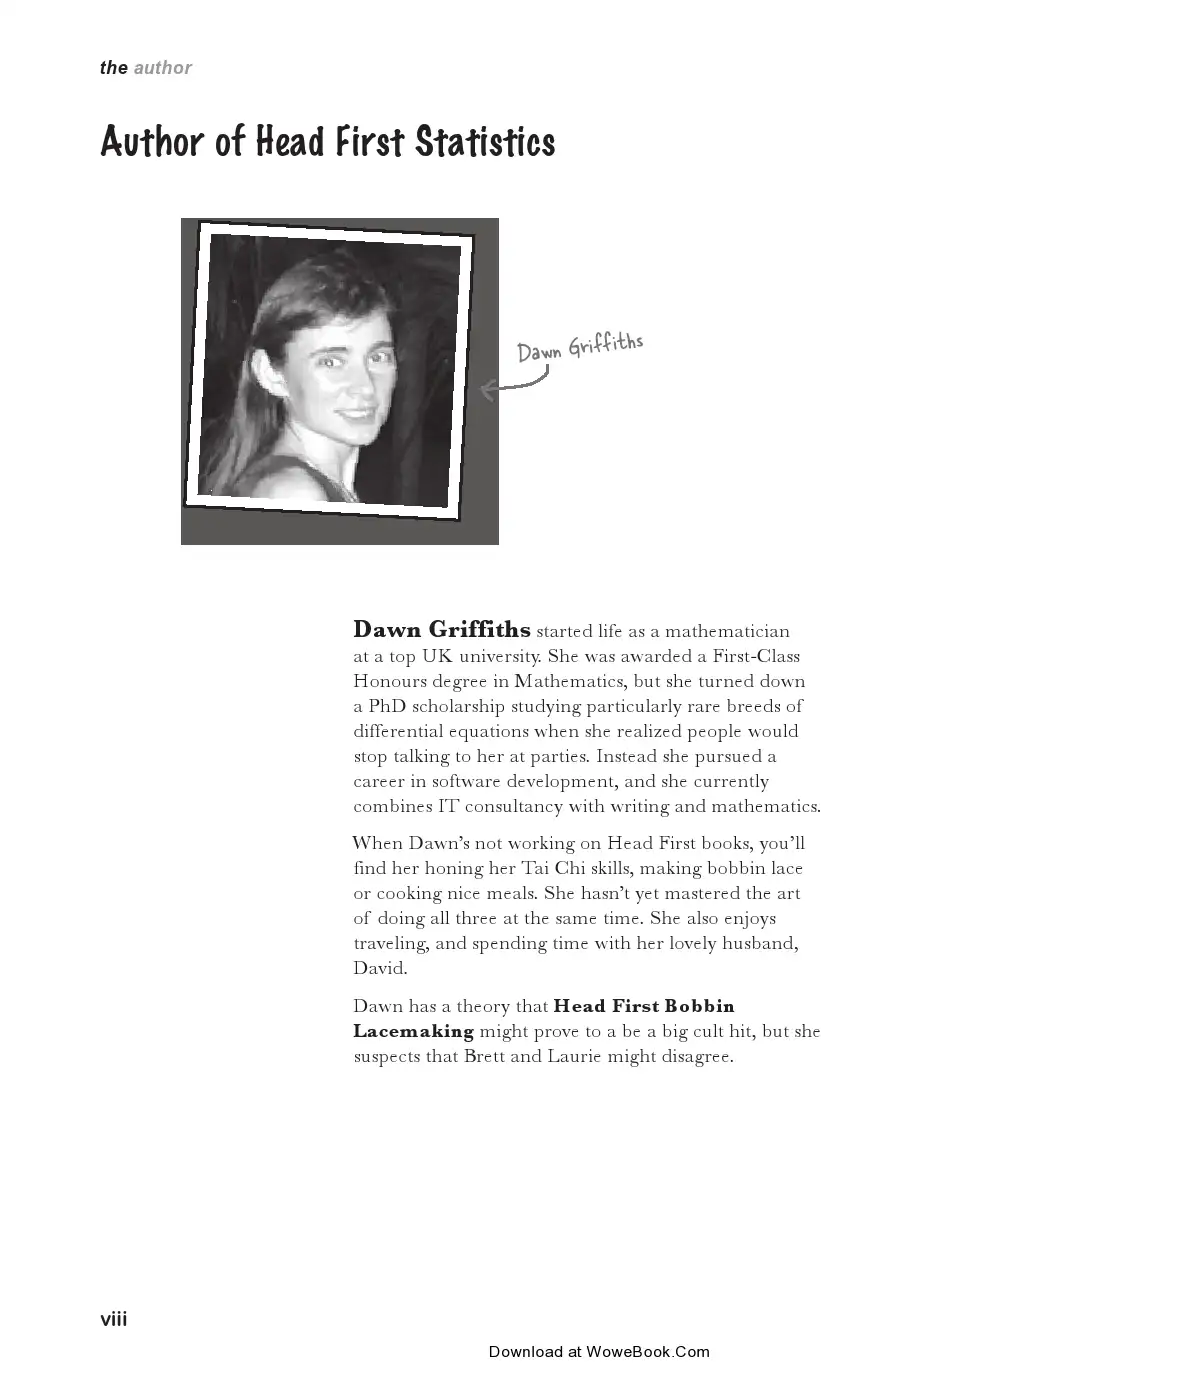 the author
Author of Head First Statistics
Dawn Griffiths
Dawn Griffiths started life as a mathematician
at a top UK university. She was awarded a First-Class
Honours degree in Mathematics, but she turned down
a PhD scholarship studying particularly rare breeds of
differential equations when she realized people would
stop talking to her at parties. Instead she pursued a
career in software development, and she currently
combines IT consultancy with writing and mathematics.
When Dawn’s not working on Head First books, you’ll
find her honing her Tai Chi skills, making bobbin lace
or cooking nice meals. She hasn’t yet mastered the art
of doing all three at the same time. She also enjoys
traveling, and spending time with her lovely husband,
David.
Dawn has a theory that Head First Bobbin
Lacemaking might prove to a be a big cult hit, but she
suspects that Brett and Laurie might disagree.
viii
Download at WoweBook.Com